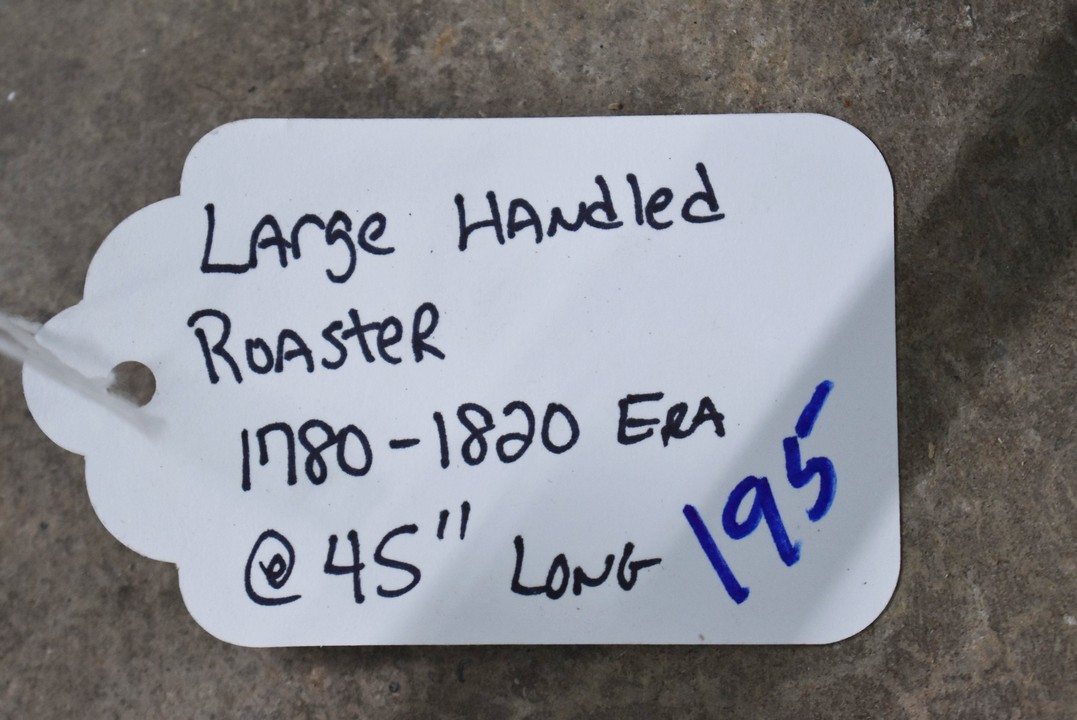 Large Handled
Roaster
1780-1820 Era
@ 45" Long
195